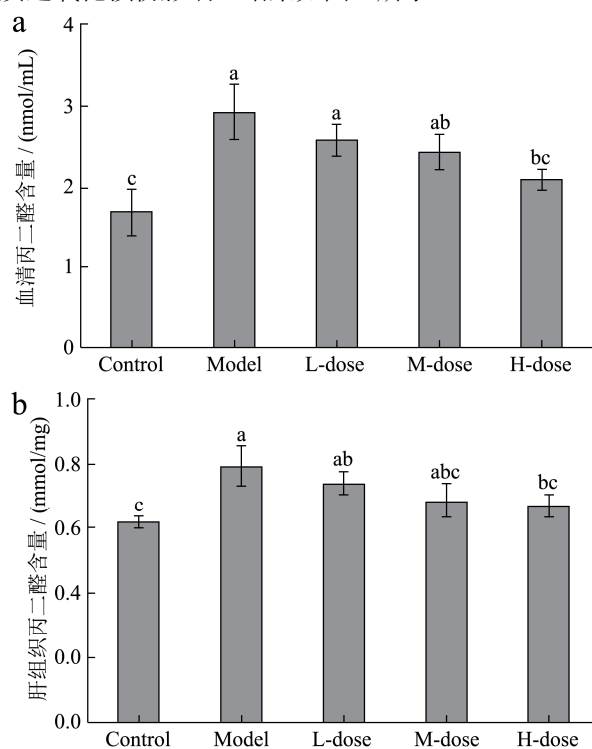 a
4
3
2
1
0
血清丙二醛含量 / (nmol/mL)
c
a
a
ab
bc
Control
Model
L-dose
M-dose
H-dose
b
1.0
0.8
0.6
0.4
0.0
0.0
肝组织丙二醛含量 / (mmol/mg)
c
a
ab
abc
bc
Control
Model
L-dose
M-dose
H-dose